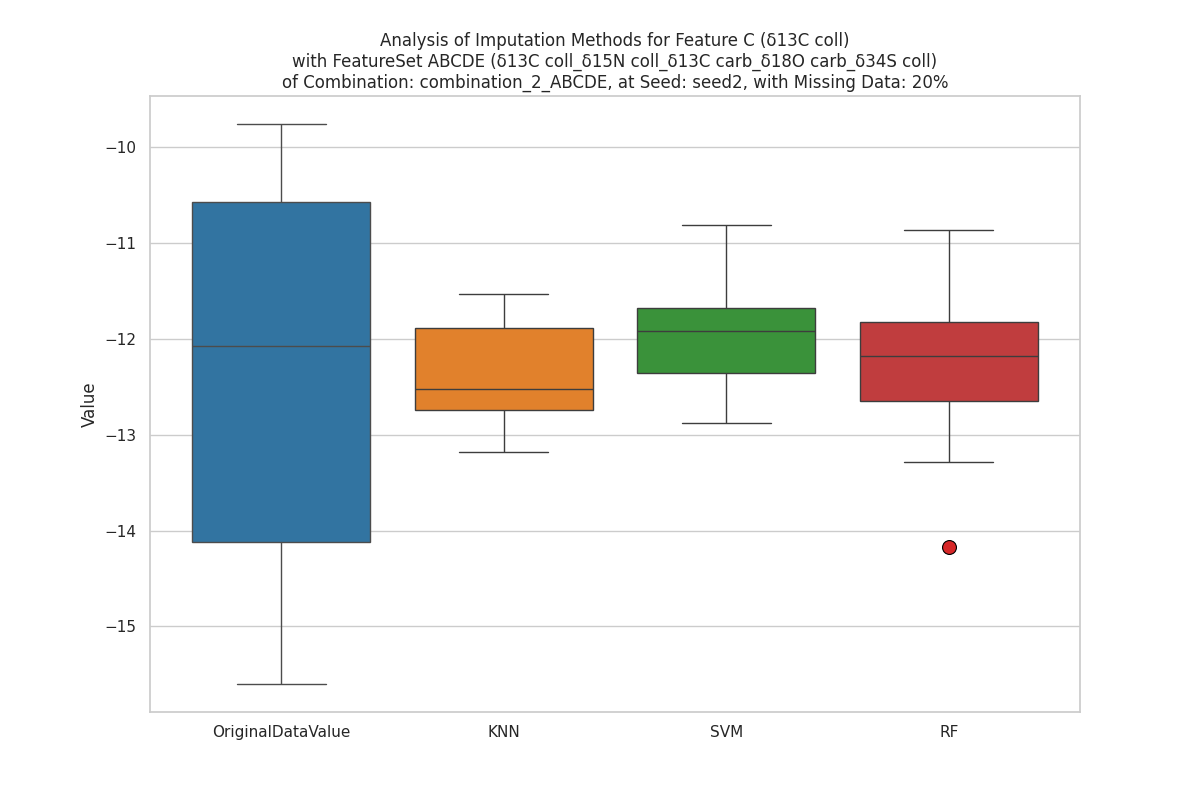 Analysis of Imputation Methods for Feature C (δ13C coll)
with FeatureSet ABCDE (δ13C coll_δ15N coll_δ13C carb_δ18O carb_δ34S coll)
of Combination: combination_2_ABCDE, at Seed: seed2, with Missing Data: 20%
−10
−11
−12
−13
−14
−15
Value
OriginalDataValue
KNN
SVM
RF